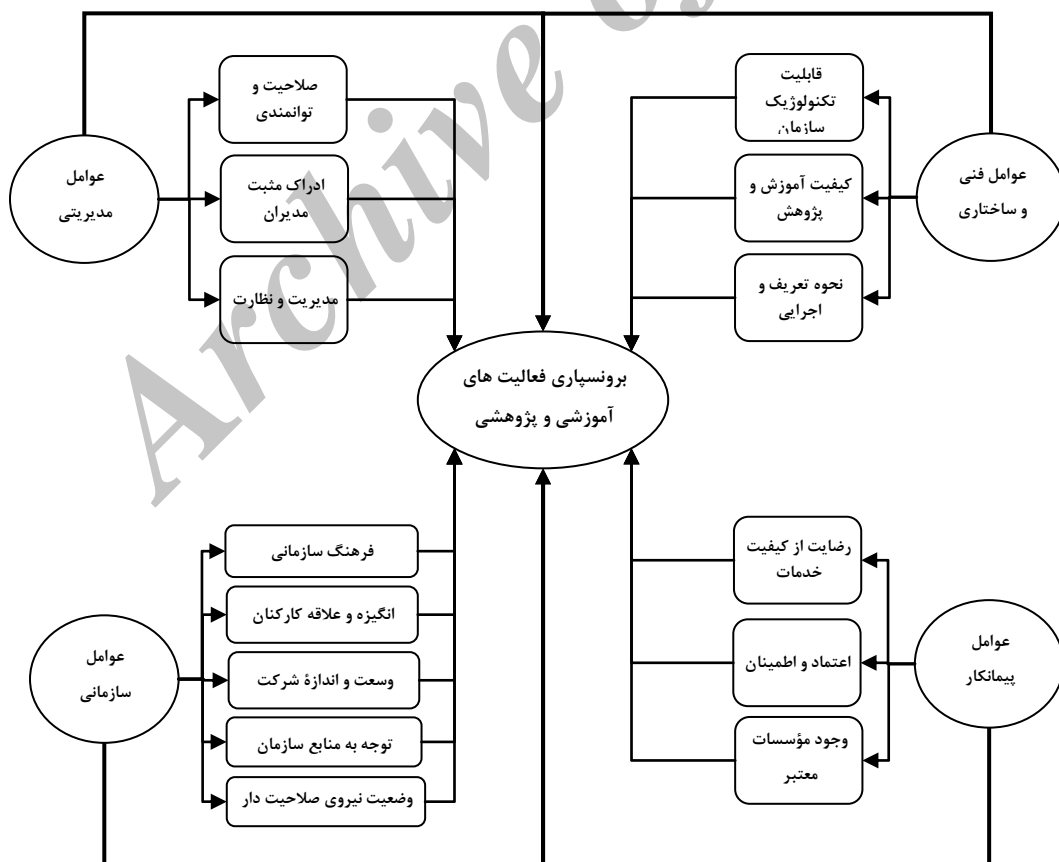 قابلیت
تکنولوژیک
سازمان
کیفیت آموزش و
پژوهش
نحوه تعریف و
اجرایی
عوامل فنی
و ساختاری
صلاحیت و
توانمندی
ادراک مثبت
مدیران
مدیریت و نظارت
عوامل
مدیریتی
برونسپاری فعالیت های
آموزشی و پژوهشی
رضایت از کیفیت
خدمات
اعتماد و اطمینان
وجود مؤسسات
معتبر
عوامل
پیمانکار
فرهنگ سازمانی
انگیزه و علاقه کارکنان
وسعت و اندازۀ شرکت
توجه به منابع سازمان
وضعیت نیروی صلاحیت دار
عوامل
سازمانی
Archive